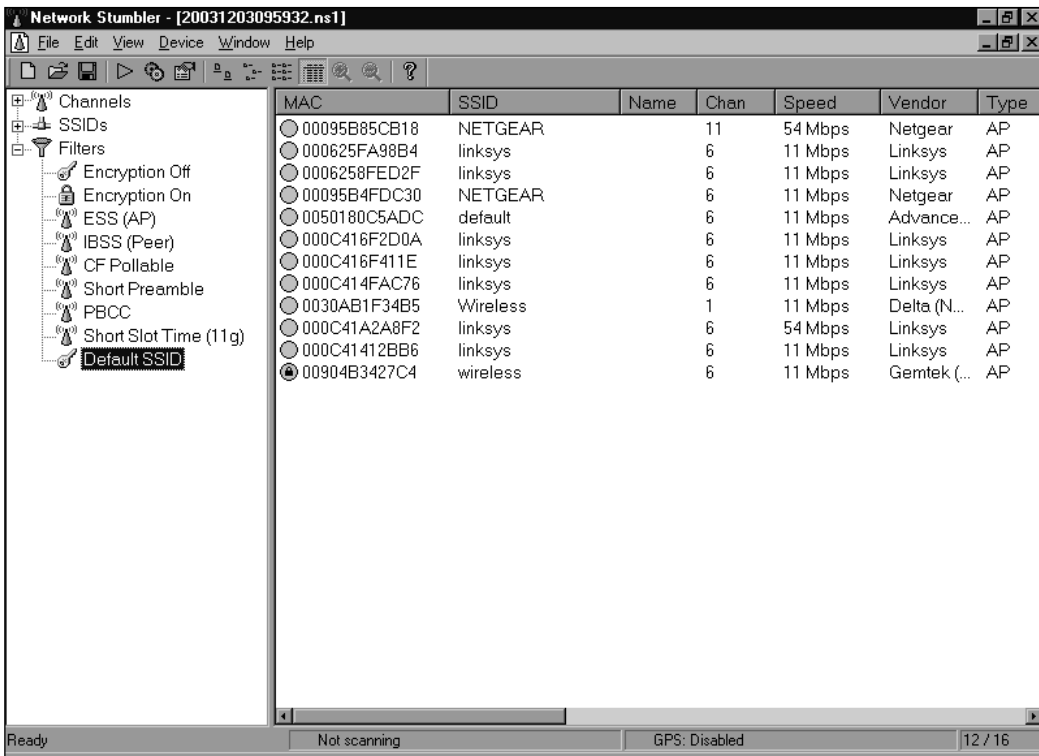 Network Stumbler - [20031203095932.ns1]
File Edit View Device Window Help
Channels
SSIDs
Filters
Encryption Off
Encryption On
ESS (AP)
IBSS (Peer)
CF Pollable
Short Preamble
PBCC
Short Slot Time (11g)
Default SSID
MAC SSID Name Chan Speed Vendor Type
00095B85CB18 NETGEAR 11 54 Mbps Netgear AP
000625FA98B4 linksys 6 11 Mbps Linksys AP
0006258FED2F linksys 6 11 Mbps Linksys AP
00095B4FDC30 NETGEAR 6 11 Mbps Netgear AP
0050180C5ADC default 6 11 Mbps Advance... AP
000C416F2D0A linksys 6 11 Mbps Linksys AP
000C416F411E linksys 6 11 Mbps Linksys AP
000C414FAC76 linksys 6 11 Mbps Linksys AP
0030AB1F34B5 Wireless 1 11 Mbps Delta (N... AP
000C41A2A8F2 linksys 6 54 Mbps Linksys AP
000C41412BB6 linksys 6 11 Mbps Linksys AP
00904B3427C4 wireless 6 11 Mbps Gemtek (... AP
Ready Not scanning GPS: Disabled 12 / 16